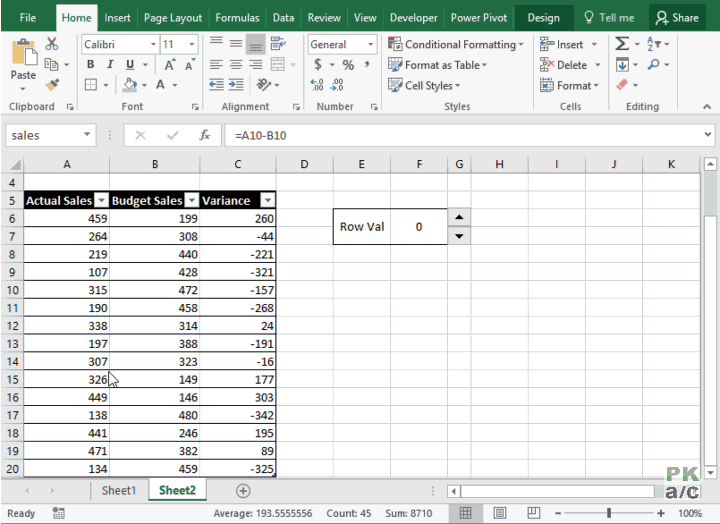 File Home Insert Page Layout Formulas Data Review View Developer Power Pivot Design Tell me Share
Calibri 11 General Conditional Formatting Insert
Paste B I U A A $ % , Format as Table Delete
A Cell Styles Format
Clipboard Font Alignment Number Styles Cells Editing
sales fx =A10-B10
A B C D E F G H I J K
4
5 Actual Sales Budget Sales Variance
6 459 199 260
Row Val 0
7 264 308 -44
8 219 440 -221
9 107 428 -321
10 315 472 -157
11 190 458 -268
12 338 314 24
13 197 388 -191
14 307 323 -16
15 326 149 177
16 449 146 303
17 138 480 -342
18 441 246 195
19 471 382 89
20 134 459 -325
PK
a/c
Sheet1 Sheet2
Ready Average: 193.5555556 Count: 45 Sum: 8710 100%